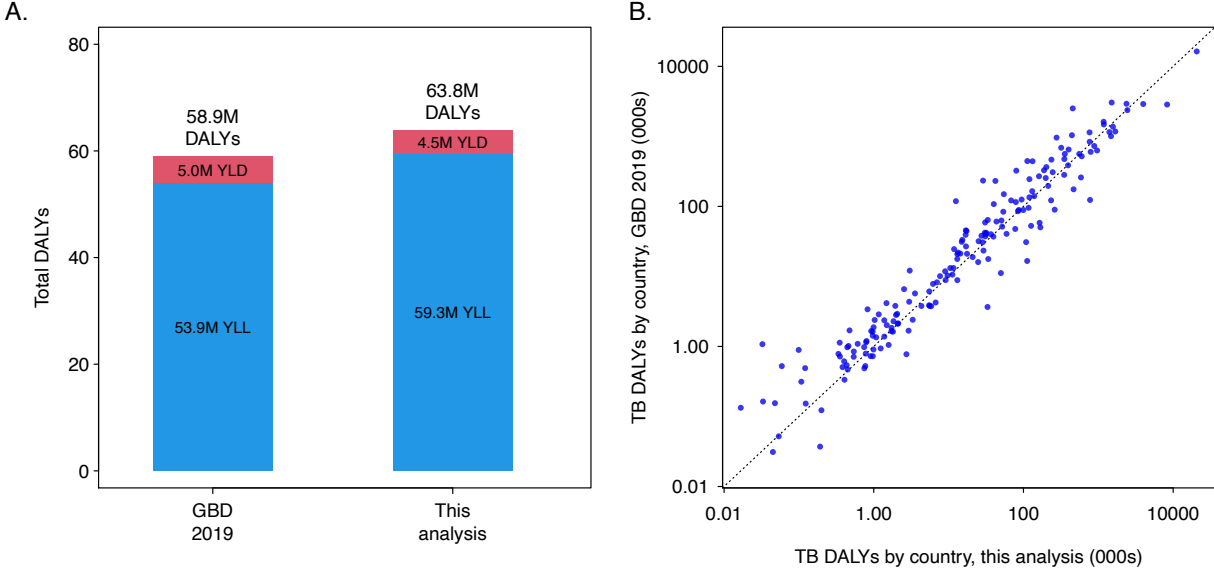 A.
Total DALYs
80
60
40
20
0
58.9M
DALYs
5.0M YLD
53.9M YLL
63.8M
DALYs
4.5M YLD
59.3M YLL
GBD
2019
This
analysis
B.
TB DALYs by country, GBD 2019 (000s)
10000
100
1.00
0.01
0.01
1.00
100
10000
TB DALYs by country, this analysis (000s)